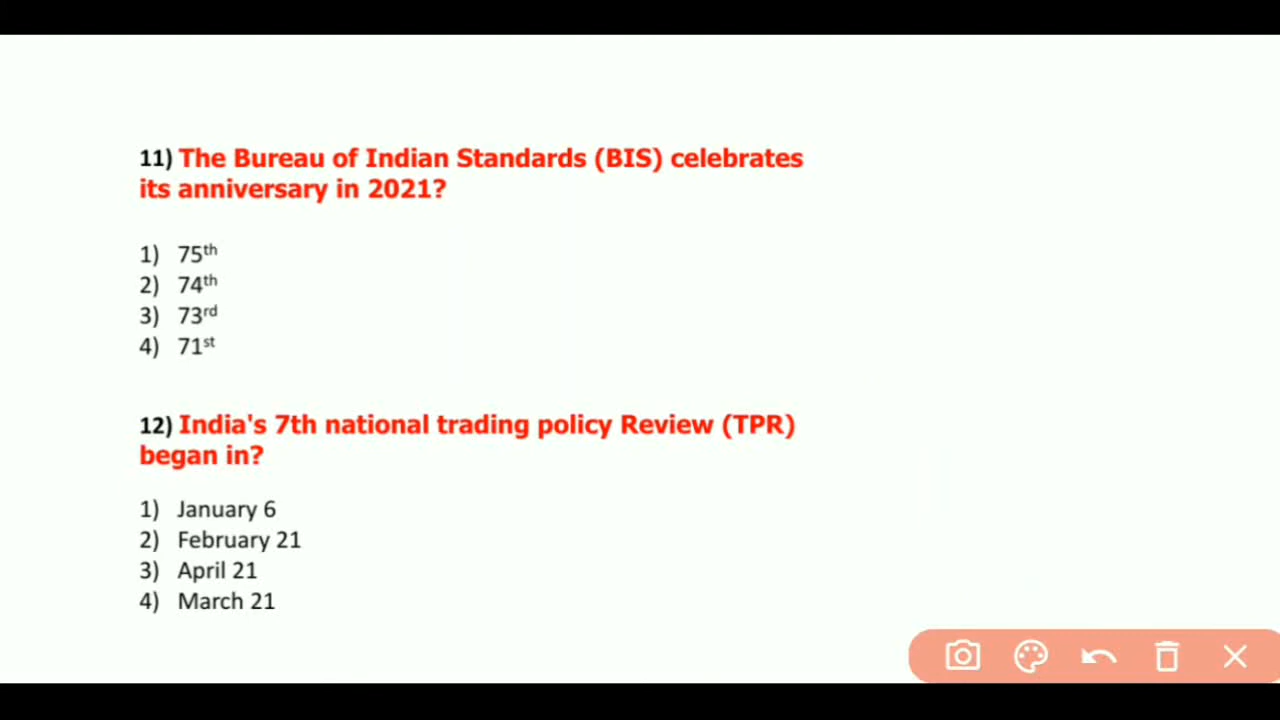 11) The Bureau of Indian Standards (BIS) celebrates
its anniversary in 2021?
1) 75th
2) 74th
3) 73rd
4) 71st
12) India's 7th national trading policy Review (TPR)
began in?
1) January 6
2) February 21
3) April 21
4) March 21